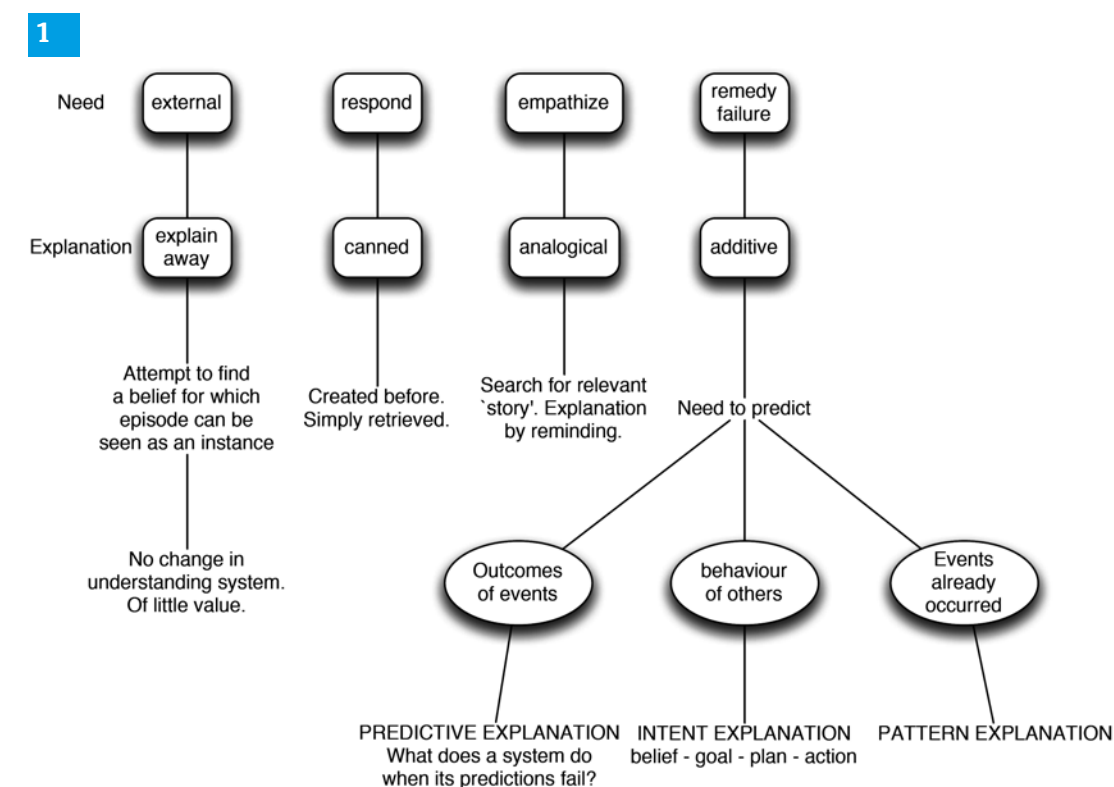 1
Need
external
respond
empathize
remedy
failure
Explanation
explain
away
canned
analogical
additive
Attempt to find
a belief for which
episode can be
seen as an instance
Created before.
Simply retrieved.
Search for relevant
`story'. Explanation
by reminding.
Need to predict
No change in
understanding system.
Of little value.
Outcomes
of events
behaviour
of others
Events
already
occurred
PREDICTIVE EXPLANATION
What does a system do
when its predictions fail?
INTENT EXPLANATION
belief - goal - plan - action
PATTERN EXPLANATION